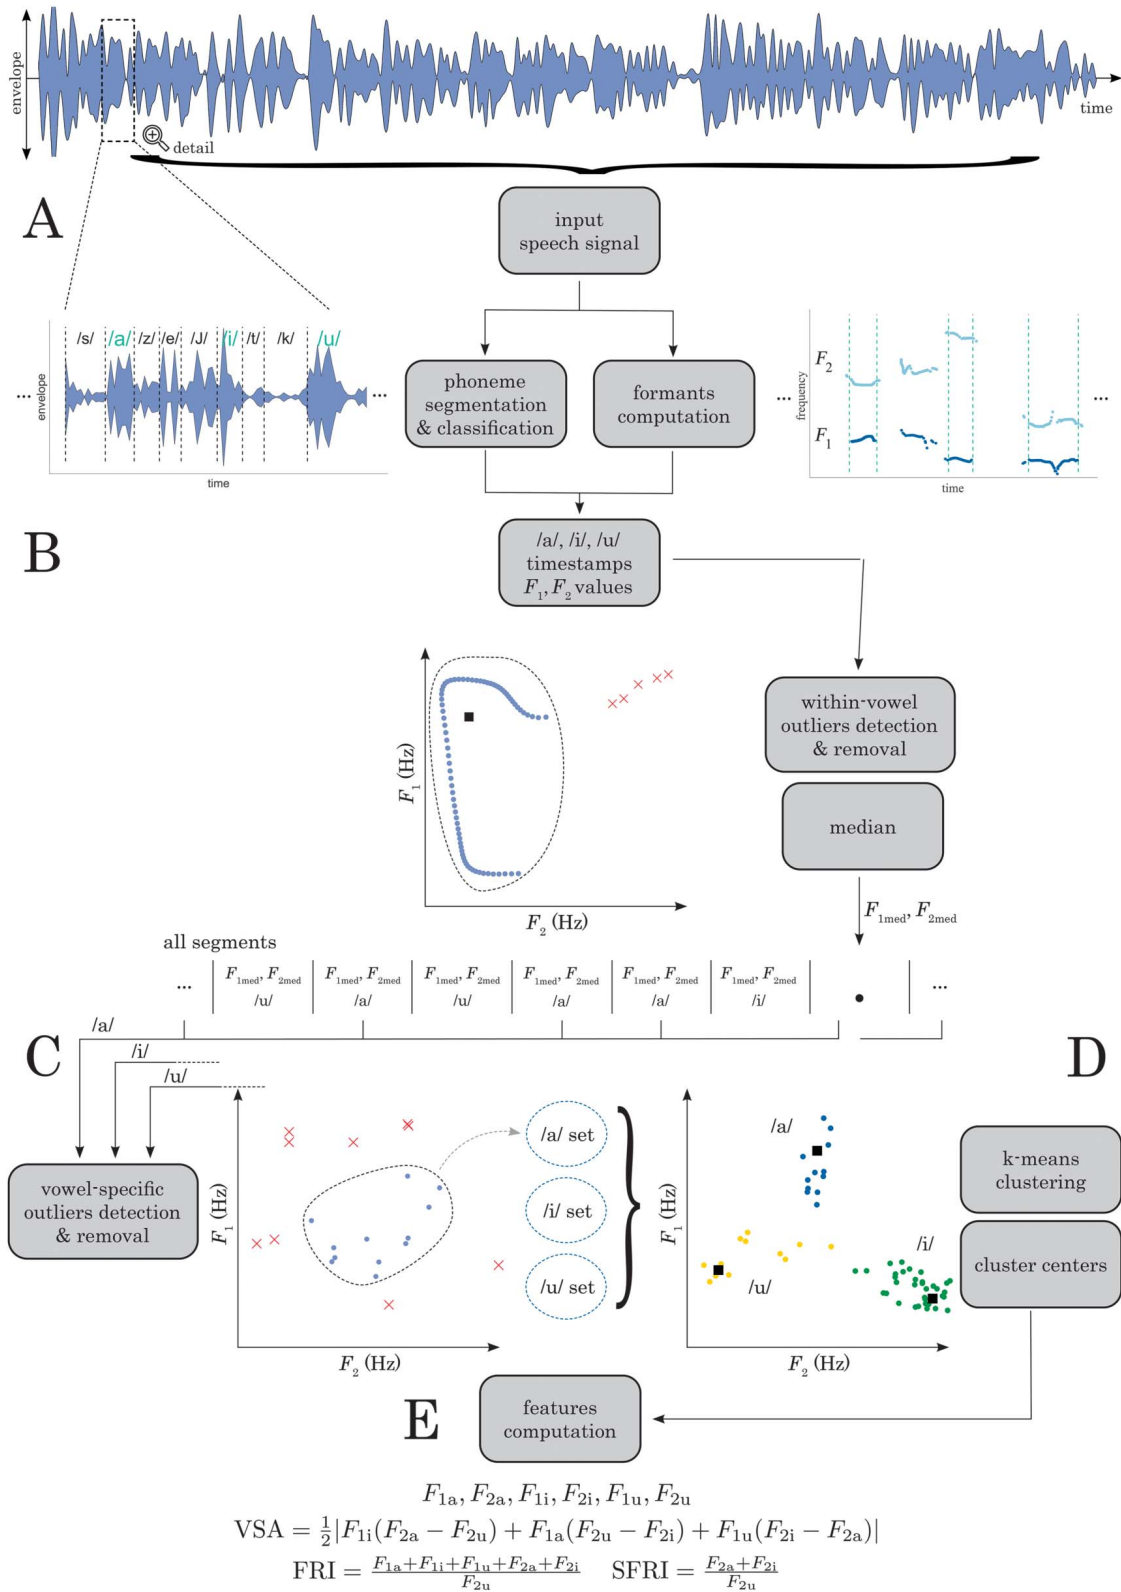 envelope
time
detail
A
input
speech signal
/s/ /a/ /z/ /e/ /J/ /i/ /t/ /k/ /u/
...
envelope
...
time
phoneme
segmentation
& classification
formants
computation
...
frequency
F₂
F₁
...
time
B
/a/, /i/, /u/
timestamps
F₁, F₂ values
within-vowel
outliers detection
& removal
median
F₁ (Hz)
F₂ (Hz)
F₁med, F₂med
all segments
... F₁med, F₂med F₁med, F₂med F₁med, F₂med F₁med, F₂med F₁med, F₂med F₁med, F₂med • ...
/u/ /a/ /u/ /a/ /a/ /i/
C
/a/
/i/
/u/
vowel-specific
outliers detection
& removal
F₁ (Hz)
F₂ (Hz)
/a/ set
/i/ set
/u/ set
D
F₁ (Hz)
/a/
/u/
/i/
F₂ (Hz)
k-means
clustering
cluster centers
E
features
computation
F₁a, F₂a, F₁i, F₂i, F₁u, F₂u
VSA = ½|F₁i(F₂a − F₂u) + F₁a(F₂u − F₂i) + F₁u(F₂i − F₂a)|
FRI = (F₁a+F₁i+F₁u+F₂a+F₂i)/F₂u SFRI = (F₂a+F₂i)/F₂u